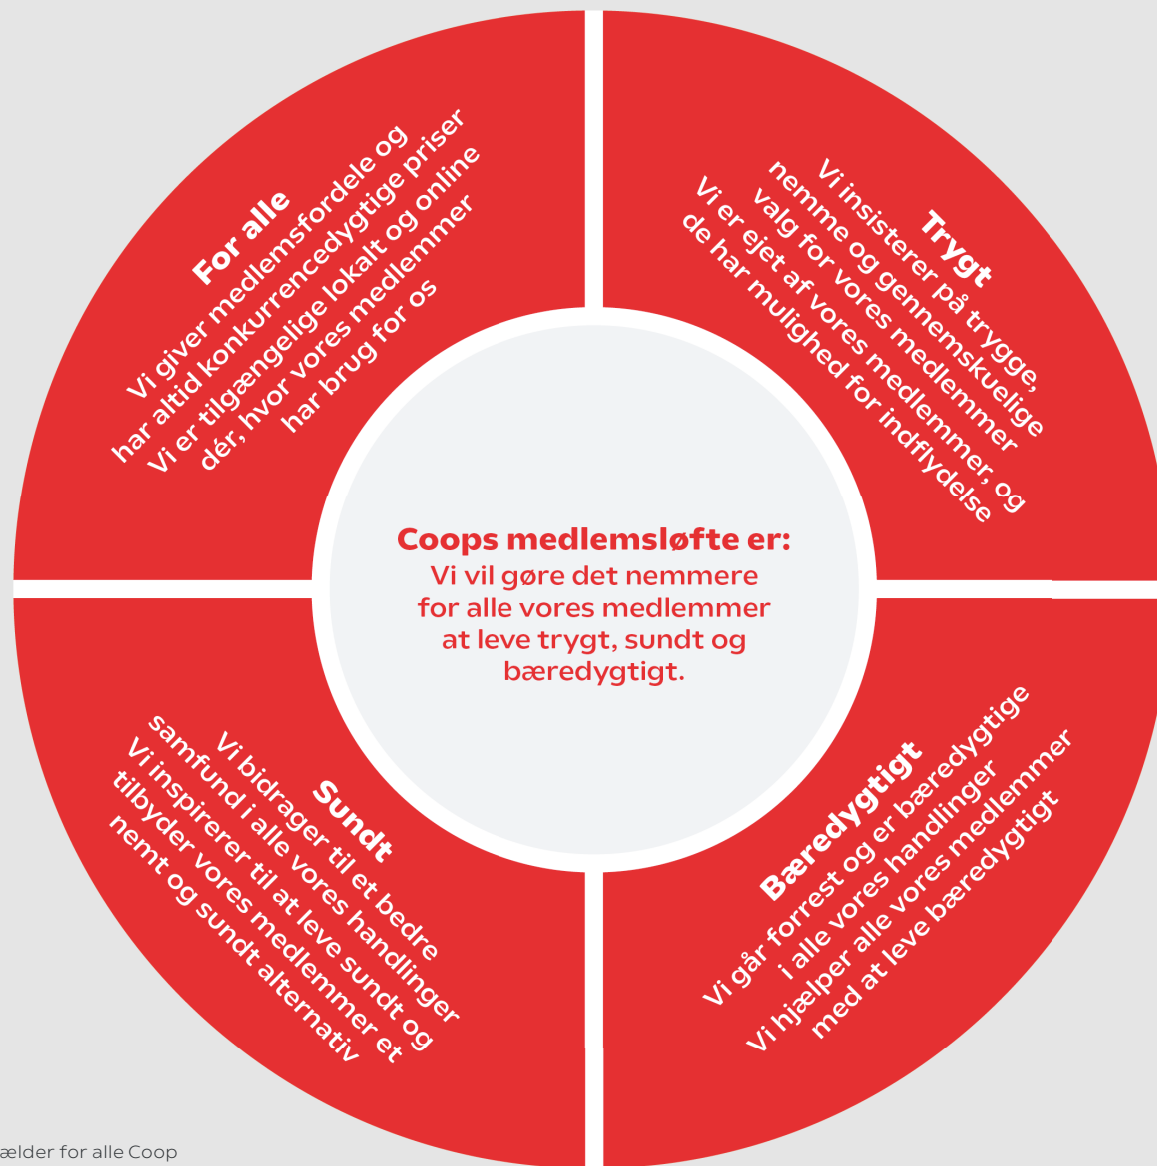 For alle
Vi giver medlemsfordele og
har altid konkurrencedygtige priser
Vi er tilgængelige lokalt og online
dér, hvor vores medlemmer
har brug for os
Trygt
Vi insisterer på trygge,
nemme og gennemskuelige
valg for vores medlemmer
Vi er ejet af vores medlemmer, og
de har mulighed for indflydelse
Coops medlemsløfte er:
Vi vil gøre det nemmere
for alle vores medlemmer
at leve trygt, sundt og
bæredygtigt.
Sundt
Vi bidrager til et bedre
samfund i alle vores handlinger
Vi inspirerer til at leve sundt og
tilbyder vores medlemmer et
nemt og sundt alternativ
Bæredygtigt
Vi går forrest og er bæredygtige
i alle vores handlinger
Vi hjælper alle vores medlemmer
med at leve bæredygtigt
ælder for alle Coop